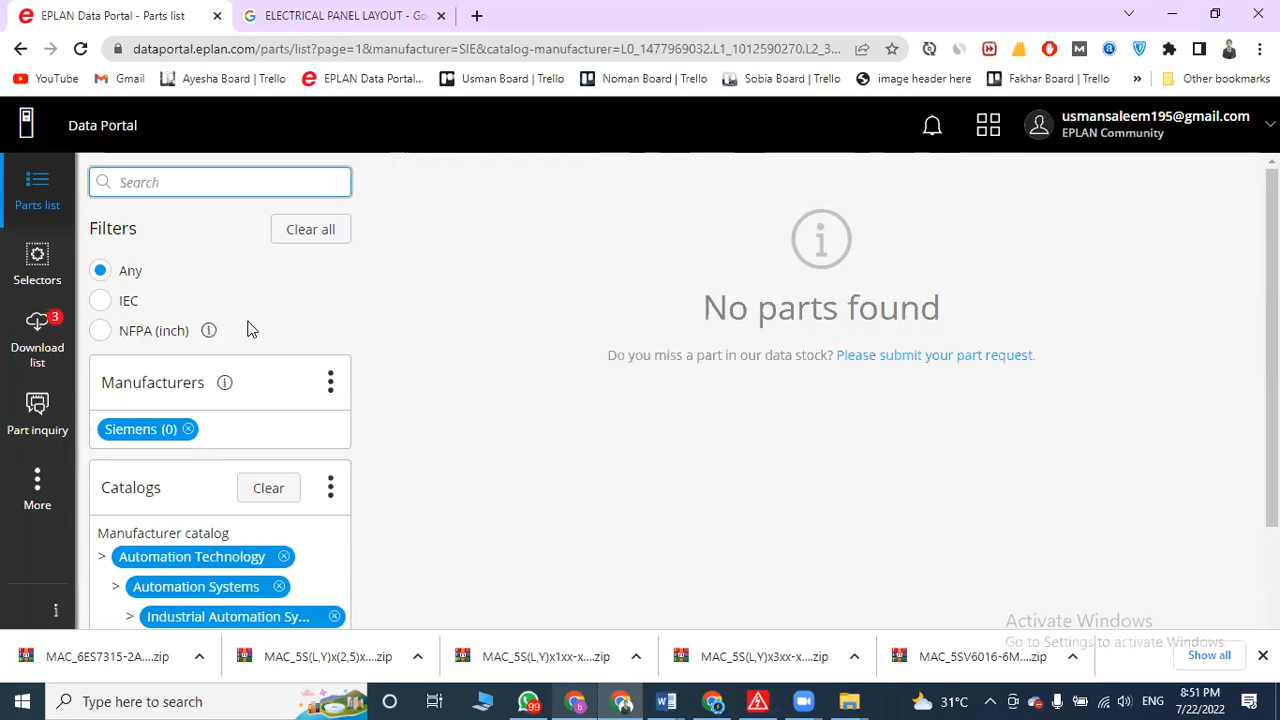 EPLAN Data Portal - Parts list
ELECTRICAL PANEL LAYOUT - Go
dataportal.eplan.com/parts/list?page=1&manufacturer=SIE&catalog-manufacturer=L0_1477969032.L1_1012590270.L2_3...
YouTube Gmail Ayesha Board | Trello EPLAN Data Portal... Usman Board | Trello Noman Board | Trello Sobia Board | Trello image header here Fakhar Board | Trello » Other bookmarks
Data Portal
usmansaleem195@gmail.com
EPLAN Community
Parts list
Selectors
3
Download list
Part inquiry
More
Search
Filters Clear all
Any
IEC
NFPA (inch)
Manufacturers
Siemens (0)
Catalogs Clear
Manufacturer catalog
> Automation Technology
> Automation Systems
> Industrial Automation Sy...
No parts found
Do you miss a part in our data stock? Please submit your part request.
Activate Windows
Go to Settings to activate Windows.
MAC_6ES7315-2A....zip MAC_5S(L,Y)x(2,5)x....zip MAC_5S(L,Y)x1xx-x....zip MAC_5S(L,Y)x3xx-x....zip MAC_5SV6016-6M....zip Show all
Type here to search
99
31°C
ENG
8:51 PM
7/22/2022